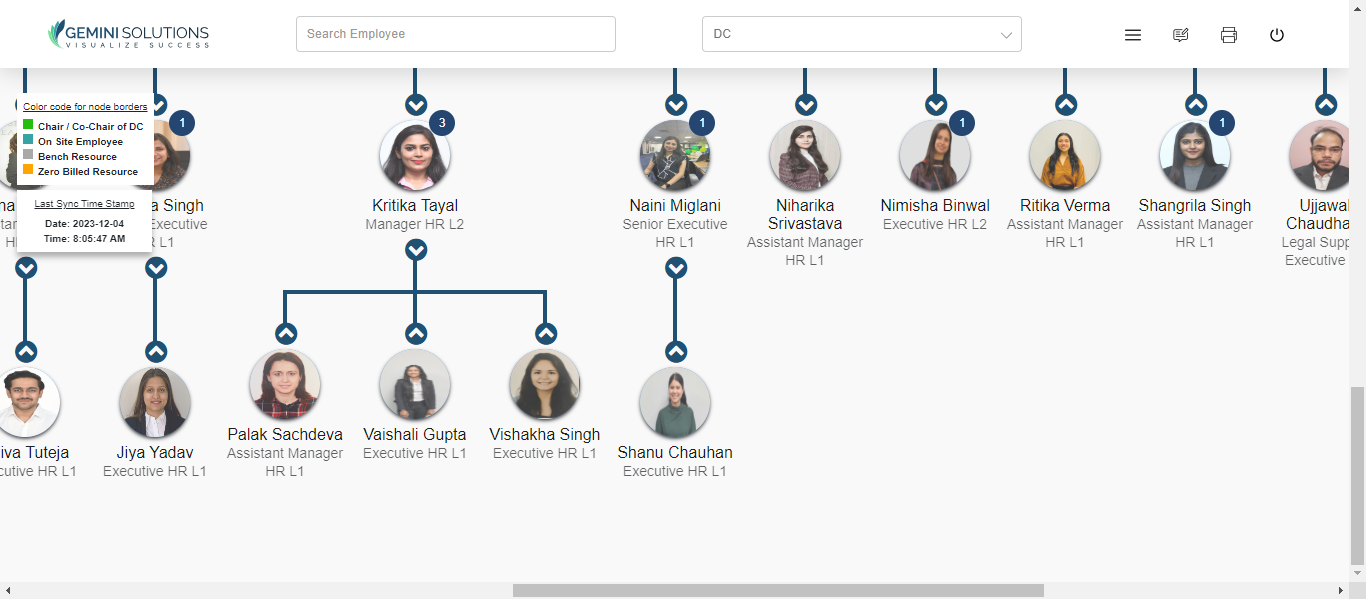 GEMINI SOLUTIONS
VISUALIZE SUCCESS
Search Employee
DC
Color code for node borders
Chair / Co-Chair of DC
On Site Employee
Bench Resource
Zero Billed Resource
Last Sync Time Stamp
Date: 2023-12-04
Time: 8:05:47 AM
1
a Singh
Executive
L1
3
Kritika Tayal
Manager HR L2
1
Naini Miglani
Senior Executive
HR L1
Niharika
Srivastava
Assistant Manager
HR L1
1
Nimisha Binwal
Executive HR L2
Ritika Verma
Assistant Manager
HR L1
1
Shangrila Singh
Assistant Manager
HR L1
Ujjawal
Chaudha
Legal Supp
Executive
iva Tuteja
cutive HR L1
Jiya Yadav
Executive HR L1
Palak Sachdeva
Assistant Manager
HR L1
Vaishali Gupta
Executive HR L1
Vishakha Singh
Executive HR L1
Shanu Chauhan
Executive HR L1